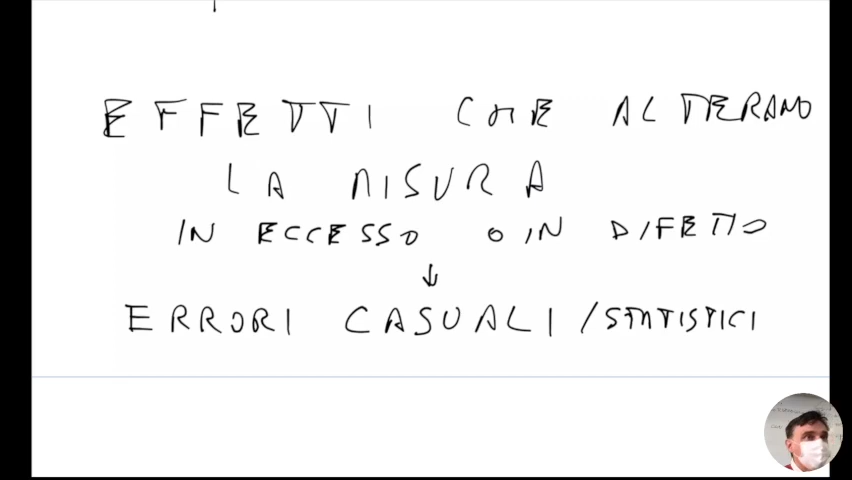 EFFETTI CHE ALTERANO
LA MISURA
IN ECCESSO O IN DIFETTO
↓
ERRORI CASUALI/STATISTICI